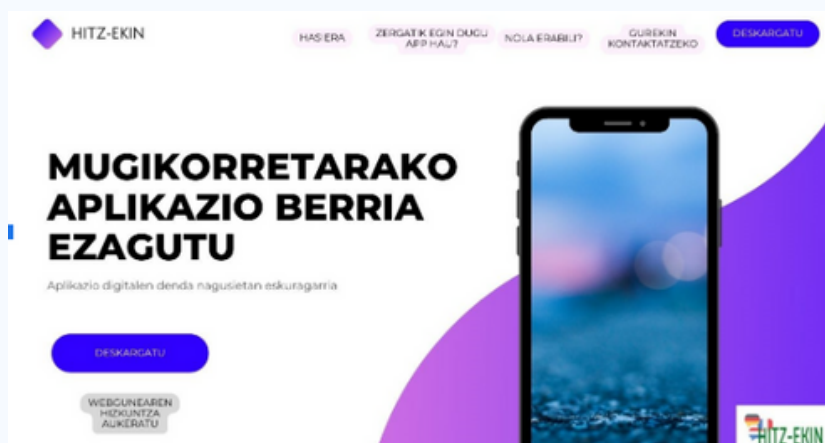 HITZ-EKIN
HASIERA
ZERGATIK EGIN DUGU
APP HAU?
NOLA ERABILI?
GUREKIN
KONTAKTATZEKO
DESKARGATU
MUGIKORRETARAKO
APLIKAZIO BERRIA
EZAGUTU
Aplikazio digitalen denda nagusietan eskuragarria
DESKARGATU
WEBGUNEAREN
HIZKUNTZA
AUKERATU
HITZ-EKIN